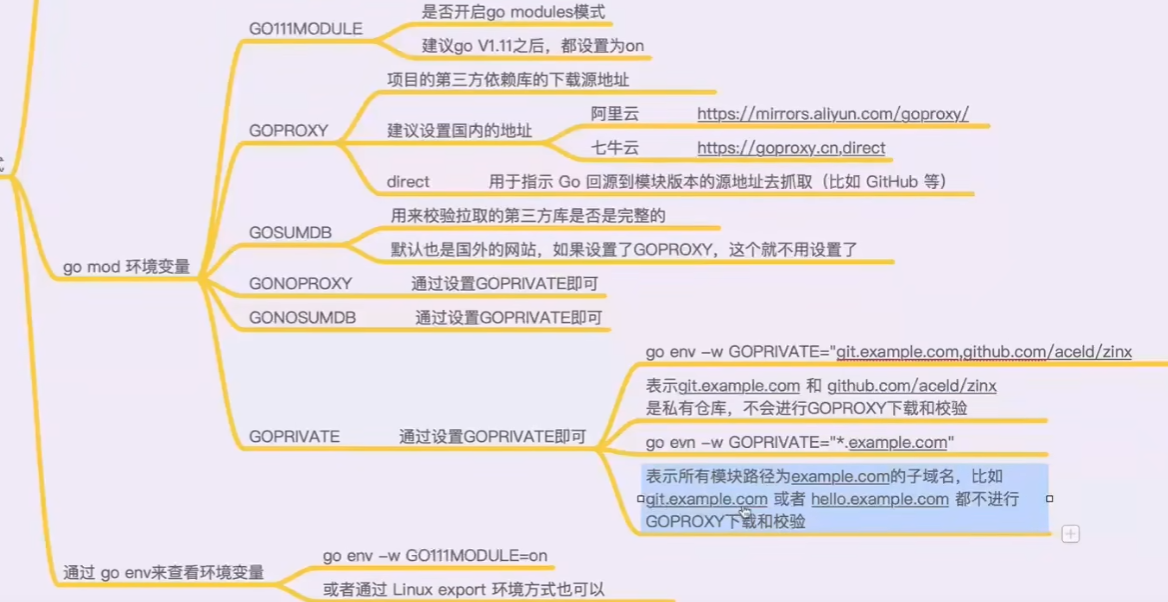 GO111MODULE
是否开启go modules模式
建议go V1.11之后，都设置为on
项目的第三方依赖库的下载源地址
GOPROXY
建议设置国内的地址
阿里云
https://mirrors.aliyun.com/goproxy/
七牛云
https://goproxy.cn,direct
direct
用于指示 Go 回源到模块版本的源地址去抓取（比如 GitHub 等）
GOSUMDB
用来校验拉取的第三方库是否是完整的
默认也是国外的网站，如果设置了GOPROXY，这个就不用设置了
go mod 环境变量
GONOPROXY
通过设置GOPRIVATE即可
GONOSUMDB
通过设置GOPRIVATE即可
GOPRIVATE
通过设置GOPRIVATE即可
go env -w GOPRIVATE="git.example.com,github.com/aceld/zinx
表示git.example.com 和 github.com/aceld/zinx
是私有仓库，不会进行GOPROXY下载和校验
go evn -w GOPRIVATE="*.example.com"
表示所有模块路径为example.com的子域名，比如
git.example.com 或者 hello.example.com 都不进行
GOPROXY下载和校验
通过 go env来查看环境变量
go env -w GO111MODULE=on
或者通过 Linux export 环境方式也可以